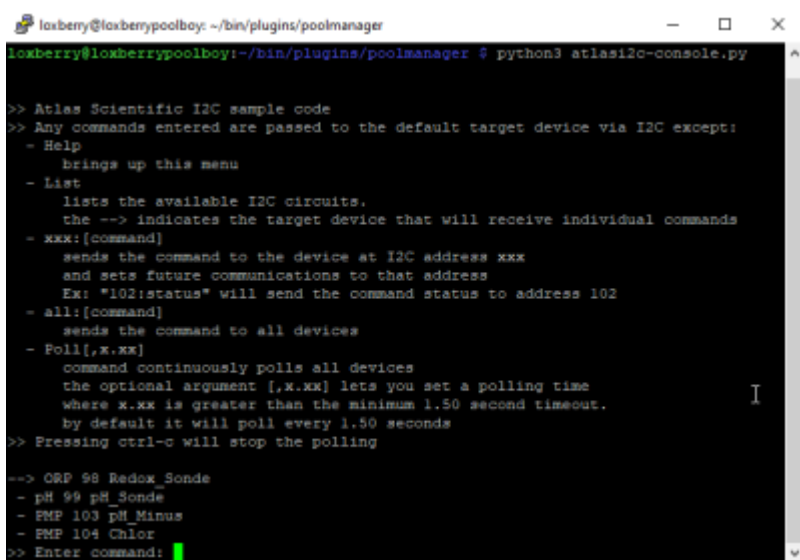 loxberry@loxberrypoolboy: ~/bin/plugins/poolmanager
loxberry@loxberrypoolboy:~/bin/plugins/poolmanager $ python3 atlasi2c-console.py
>> Atlas Scientific I2C sample code
>> Any commands entered are passed to the default target device via I2C except:
- Help
brings up this menu
- List
lists the available I2C circuits.
the --> indicates the target device that will receive individual commands
- xxx:[command]
sends the command to the device at I2C address xxx
and sets future communications to that address
Ex: "102:status" will send the command status to address 102
- all:[command]
sends the command to all devices
- Poll[,x.xx]
command continuously polls all devices
the optional argument [,x.xx] lets you set a polling time
where x.xx is greater than the minimum 1.50 second timeout.
by default it will poll every 1.50 seconds
>> Pressing ctrl-c will stop the polling
--> ORP 98 Redox_Sonde
- pH 99 pH_Sonde
- PMP 103 pH_Minus
- PMP 104 Chlor
>> Enter command: